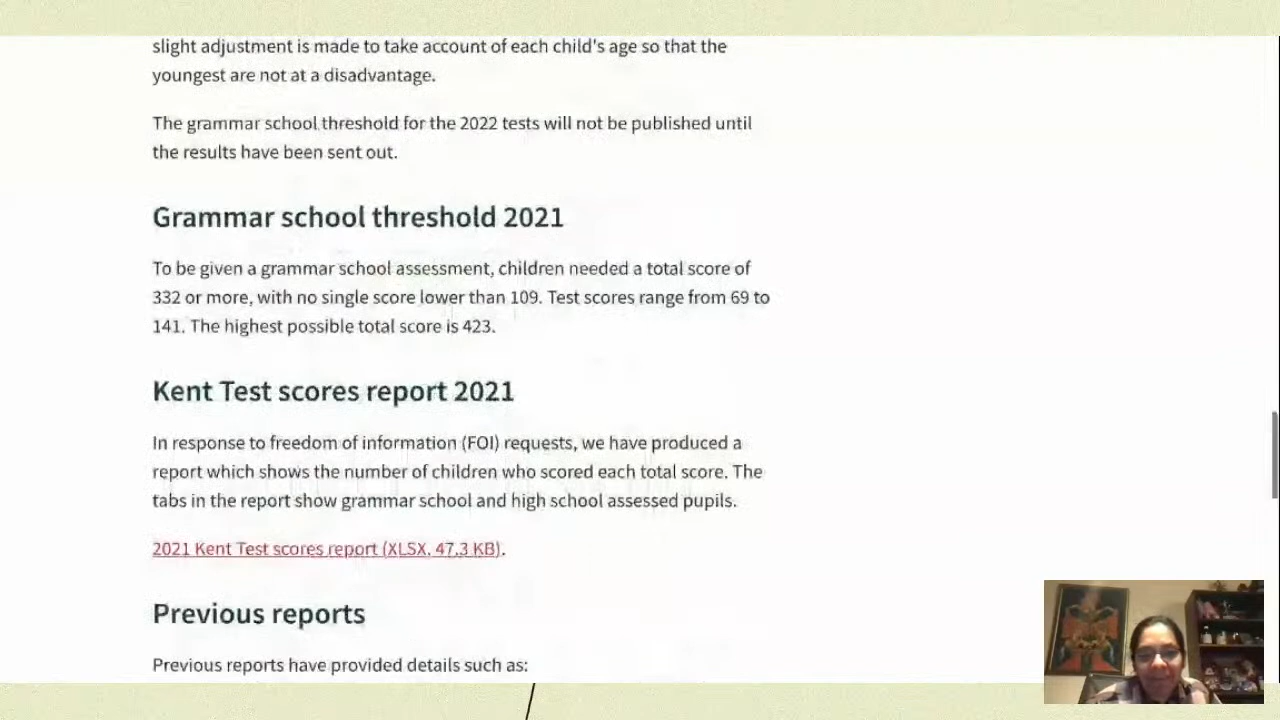 slight adjustment is made to take account of each child's age so that the
youngest are not at a disadvantage.
The grammar school threshold for the 2022 tests will not be published until
the results have been sent out.
Grammar school threshold 2021
To be given a grammar school assessment, children needed a total score of
332 or more, with no single score lower than 109. Test scores range from 69 to
141. The highest possible total score is 423.
Kent Test scores report 2021
In response to freedom of information (FOI) requests, we have produced a
report which shows the number of children who scored each total score. The
tabs in the report show grammar school and high school assessed pupils.
2021 Kent Test scores report (XLSX, 47.3 KB).
Previous reports
Previous reports have provided details such as: